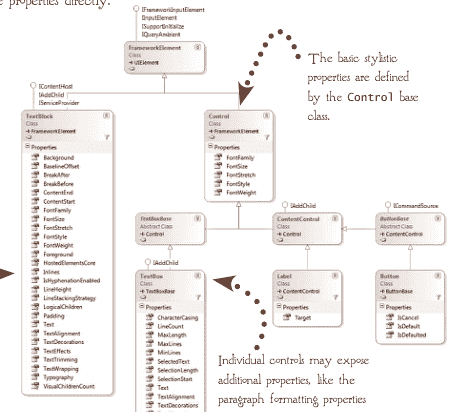 e properties directly.
IFrameworkInputElement
IInputElement
ISupportInitialize
IQueryAmbient
FrameworkElement
Class
UIElement
The basic stylistic
properties are defined
by the Control base
class.
IContentHost
IAddChild
IServiceProvider
TextBlock
Class
FrameworkElement
Properties
Background
BaselineOffset
BreakAfter
BreakBefore
ContentEnd
ContentStart
FontFamily
FontSize
FontStretch
FontStyle
FontWeight
Foreground
HostedElementsCore
Inlines
IsHyphenationEnabled
LineHeight
LineStackingStrategy
LogicalChildren
Padding
Text
TextAlignment
TextDecorations
TextEffects
TextTrimming
TextWrapping
Typography
VisualChildrenCount
Control
Class
FrameworkElement
Properties
FontFamily
FontSize
FontStretch
FontStyle
FontWeight
TextBoxBase
Abstract Class
Control
IAddChild
ContentControl
Class
Control
ICommandSource
ButtonBase
Abstract Class
ContentControl
IAddChild
TextBox
Class
TextBoxBase
Properties
CharacterCasing
LineCount
MaxLength
MaxLines
MinLines
SelectedText
SelectionLength
SelectionStart
Text
TextAlignment
TextDecorations
Label
Class
ContentControl
Properties
Target
Button
Class
ButtonBase
Properties
IsCancel
IsDefault
IsDefaulted
Individual controls may expose
additional properties, like the
paragraph formatting properties